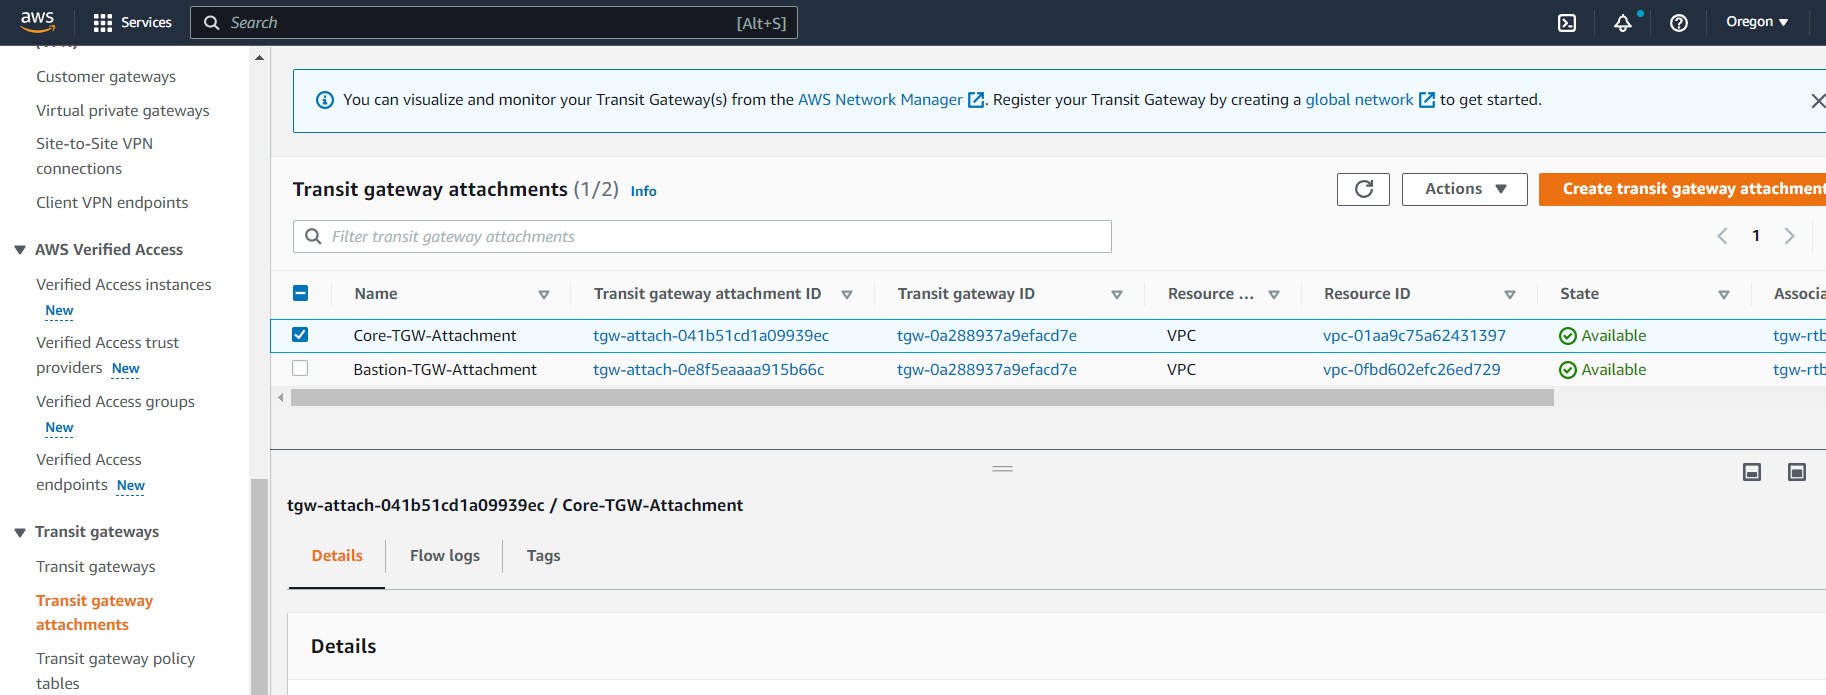 aws
Services
Search
[Alt+S]
Oregon
Customer gateways
Virtual private gateways
Site-to-Site VPN
connections
Client VPN endpoints
AWS Verified Access
Verified Access instances
New
Verified Access trust
providers New
Verified Access groups
New
Verified Access
endpoints New
Transit gateways
Transit gateways
Transit gateway
attachments
Transit gateway policy
tables
You can visualize and monitor your Transit Gateway(s) from the AWS Network Manager. Register your Transit Gateway by creating a global network to get started.
Transit gateway attachments (1/2) Info
Actions
Create transit gateway attachment
Filter transit gateway attachments
1
Name Transit gateway attachment ID Transit gateway ID Resource ... Resource ID State Associa
Core-TGW-Attachment tgw-attach-041b51cd1a09939ec tgw-0a288937a9efacd7e VPC vpc-01aa9c75a62431397 Available tgw-rtb
Bastion-TGW-Attachment tgw-attach-0e8f5eaaaa915b66c tgw-0a288937a9efacd7e VPC vpc-0fbd602efc26ed729 Available tgw-rtb
tgw-attach-041b51cd1a09939ec / Core-TGW-Attachment
Details Flow logs Tags
Details